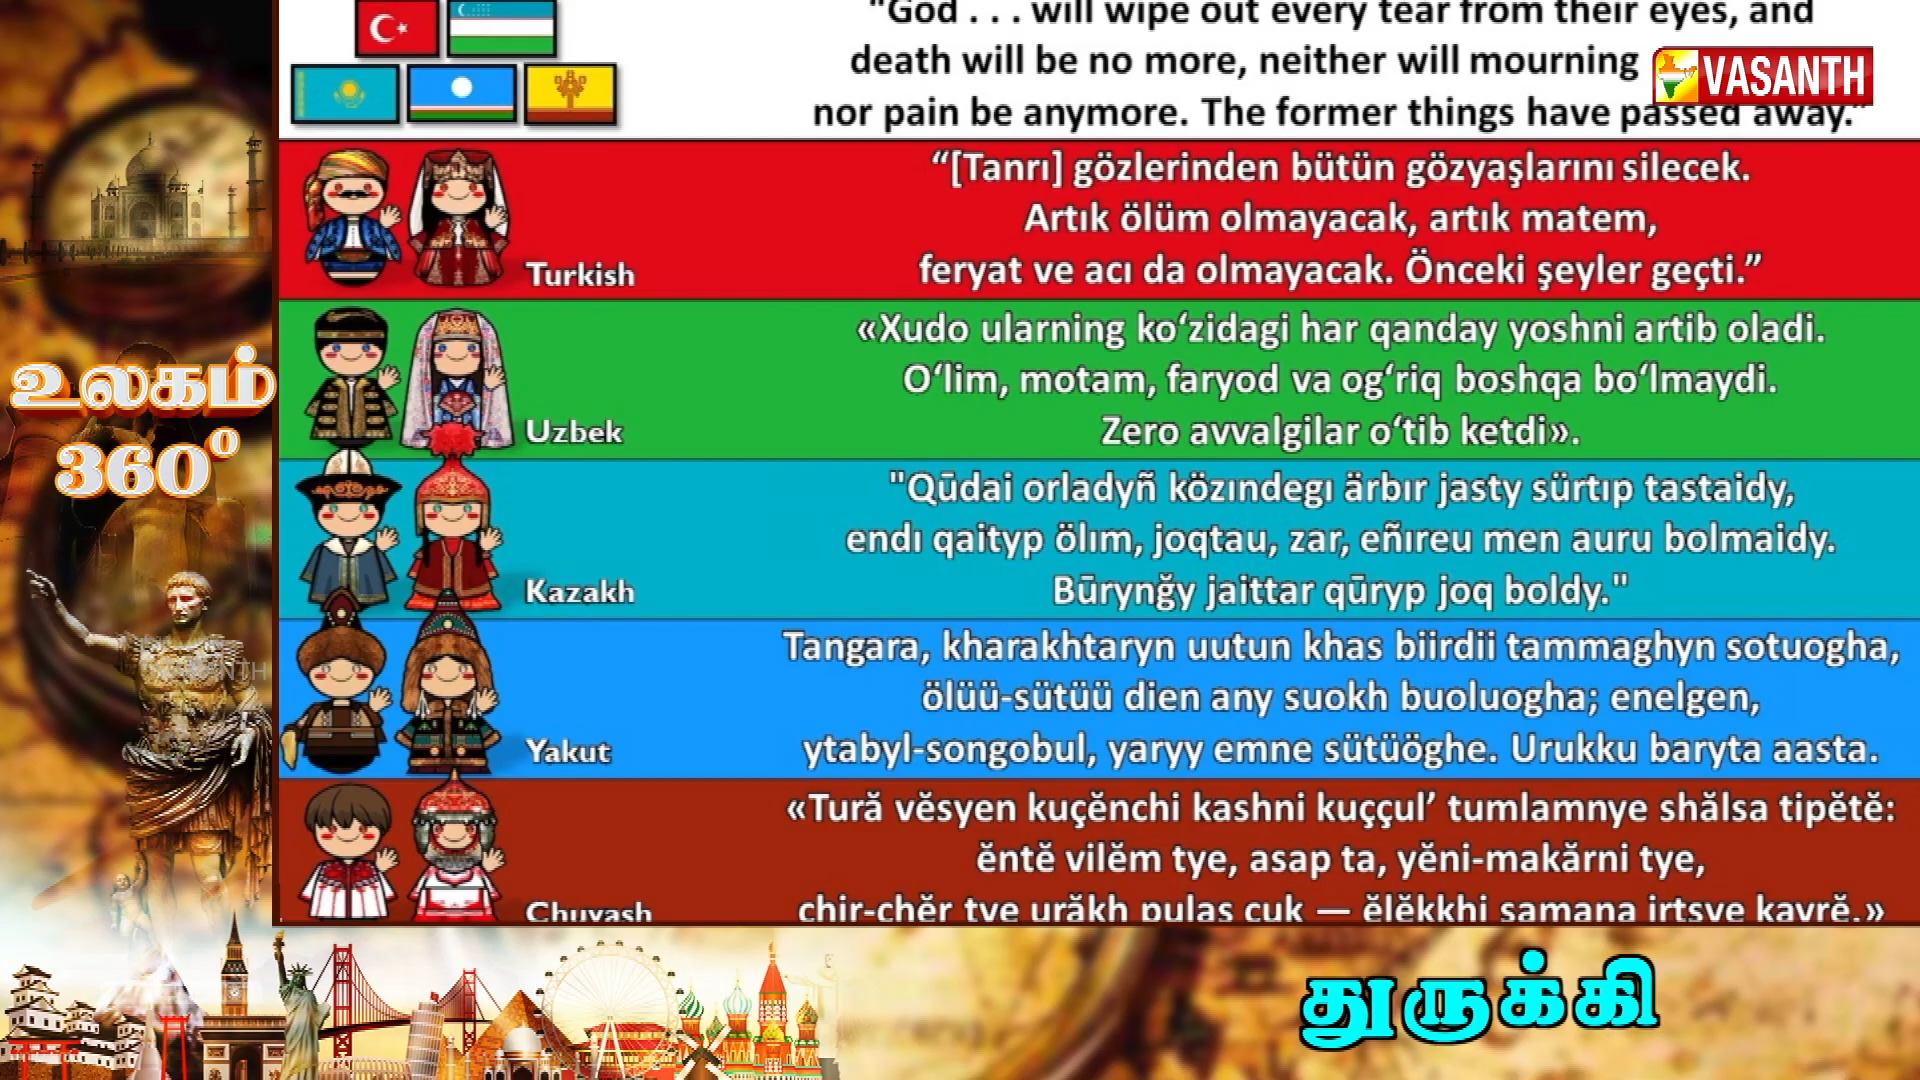 "God . . . will wipe out every tear from their eyes, and
death will be no more, neither will mourning
nor pain be anymore. The former things have passed away."
VASANTH
“[Tanrı] gözlerinden bütün gözyaşlarını silecek.
Artık ölüm olmayacak, artık matem,
feryat ve acı da olmayacak. Önceki şeyler geçti.”
Turkish
«Xudo ularning ko‘zidagi har qanday yoshni artib oladi.
O‘lim, motam, faryod va og‘riq boshqa bo‘lmaydi.
Zero avvalgilar o‘tib ketdi».
Uzbek
"Qūdai orladyñ közındegı ärbır jasty sürtıp tastaidy,
endı qaityp ölım, joqtau, zar, eñıreu men auru bolmaidy.
Būrynğy jaittar qūryp joq boldy."
Kazakh
Tangara, kharakhtaryn uutun khas biirdii tammaghyn sotuogha,
ölüü-sütüü dien any suokh buoluogha; enelgen,
ytabyl-songobul, yaryy emne sütüöghe. Urukku baryta aasta.
Yakut
«Tură vĕsyen kuçĕnchi kashni kuççul’ tumlamnye shălsa tipĕtĕ:
ĕntĕ vilĕm tye, asap ta, yĕni-makărni tye,
chir-chĕr tye urăkh pulas çuk — ĕlĕkkhi samana irtsye kayrĕ.»
Chuvash
உலகம்
360°
VASANTH
துருக்கி